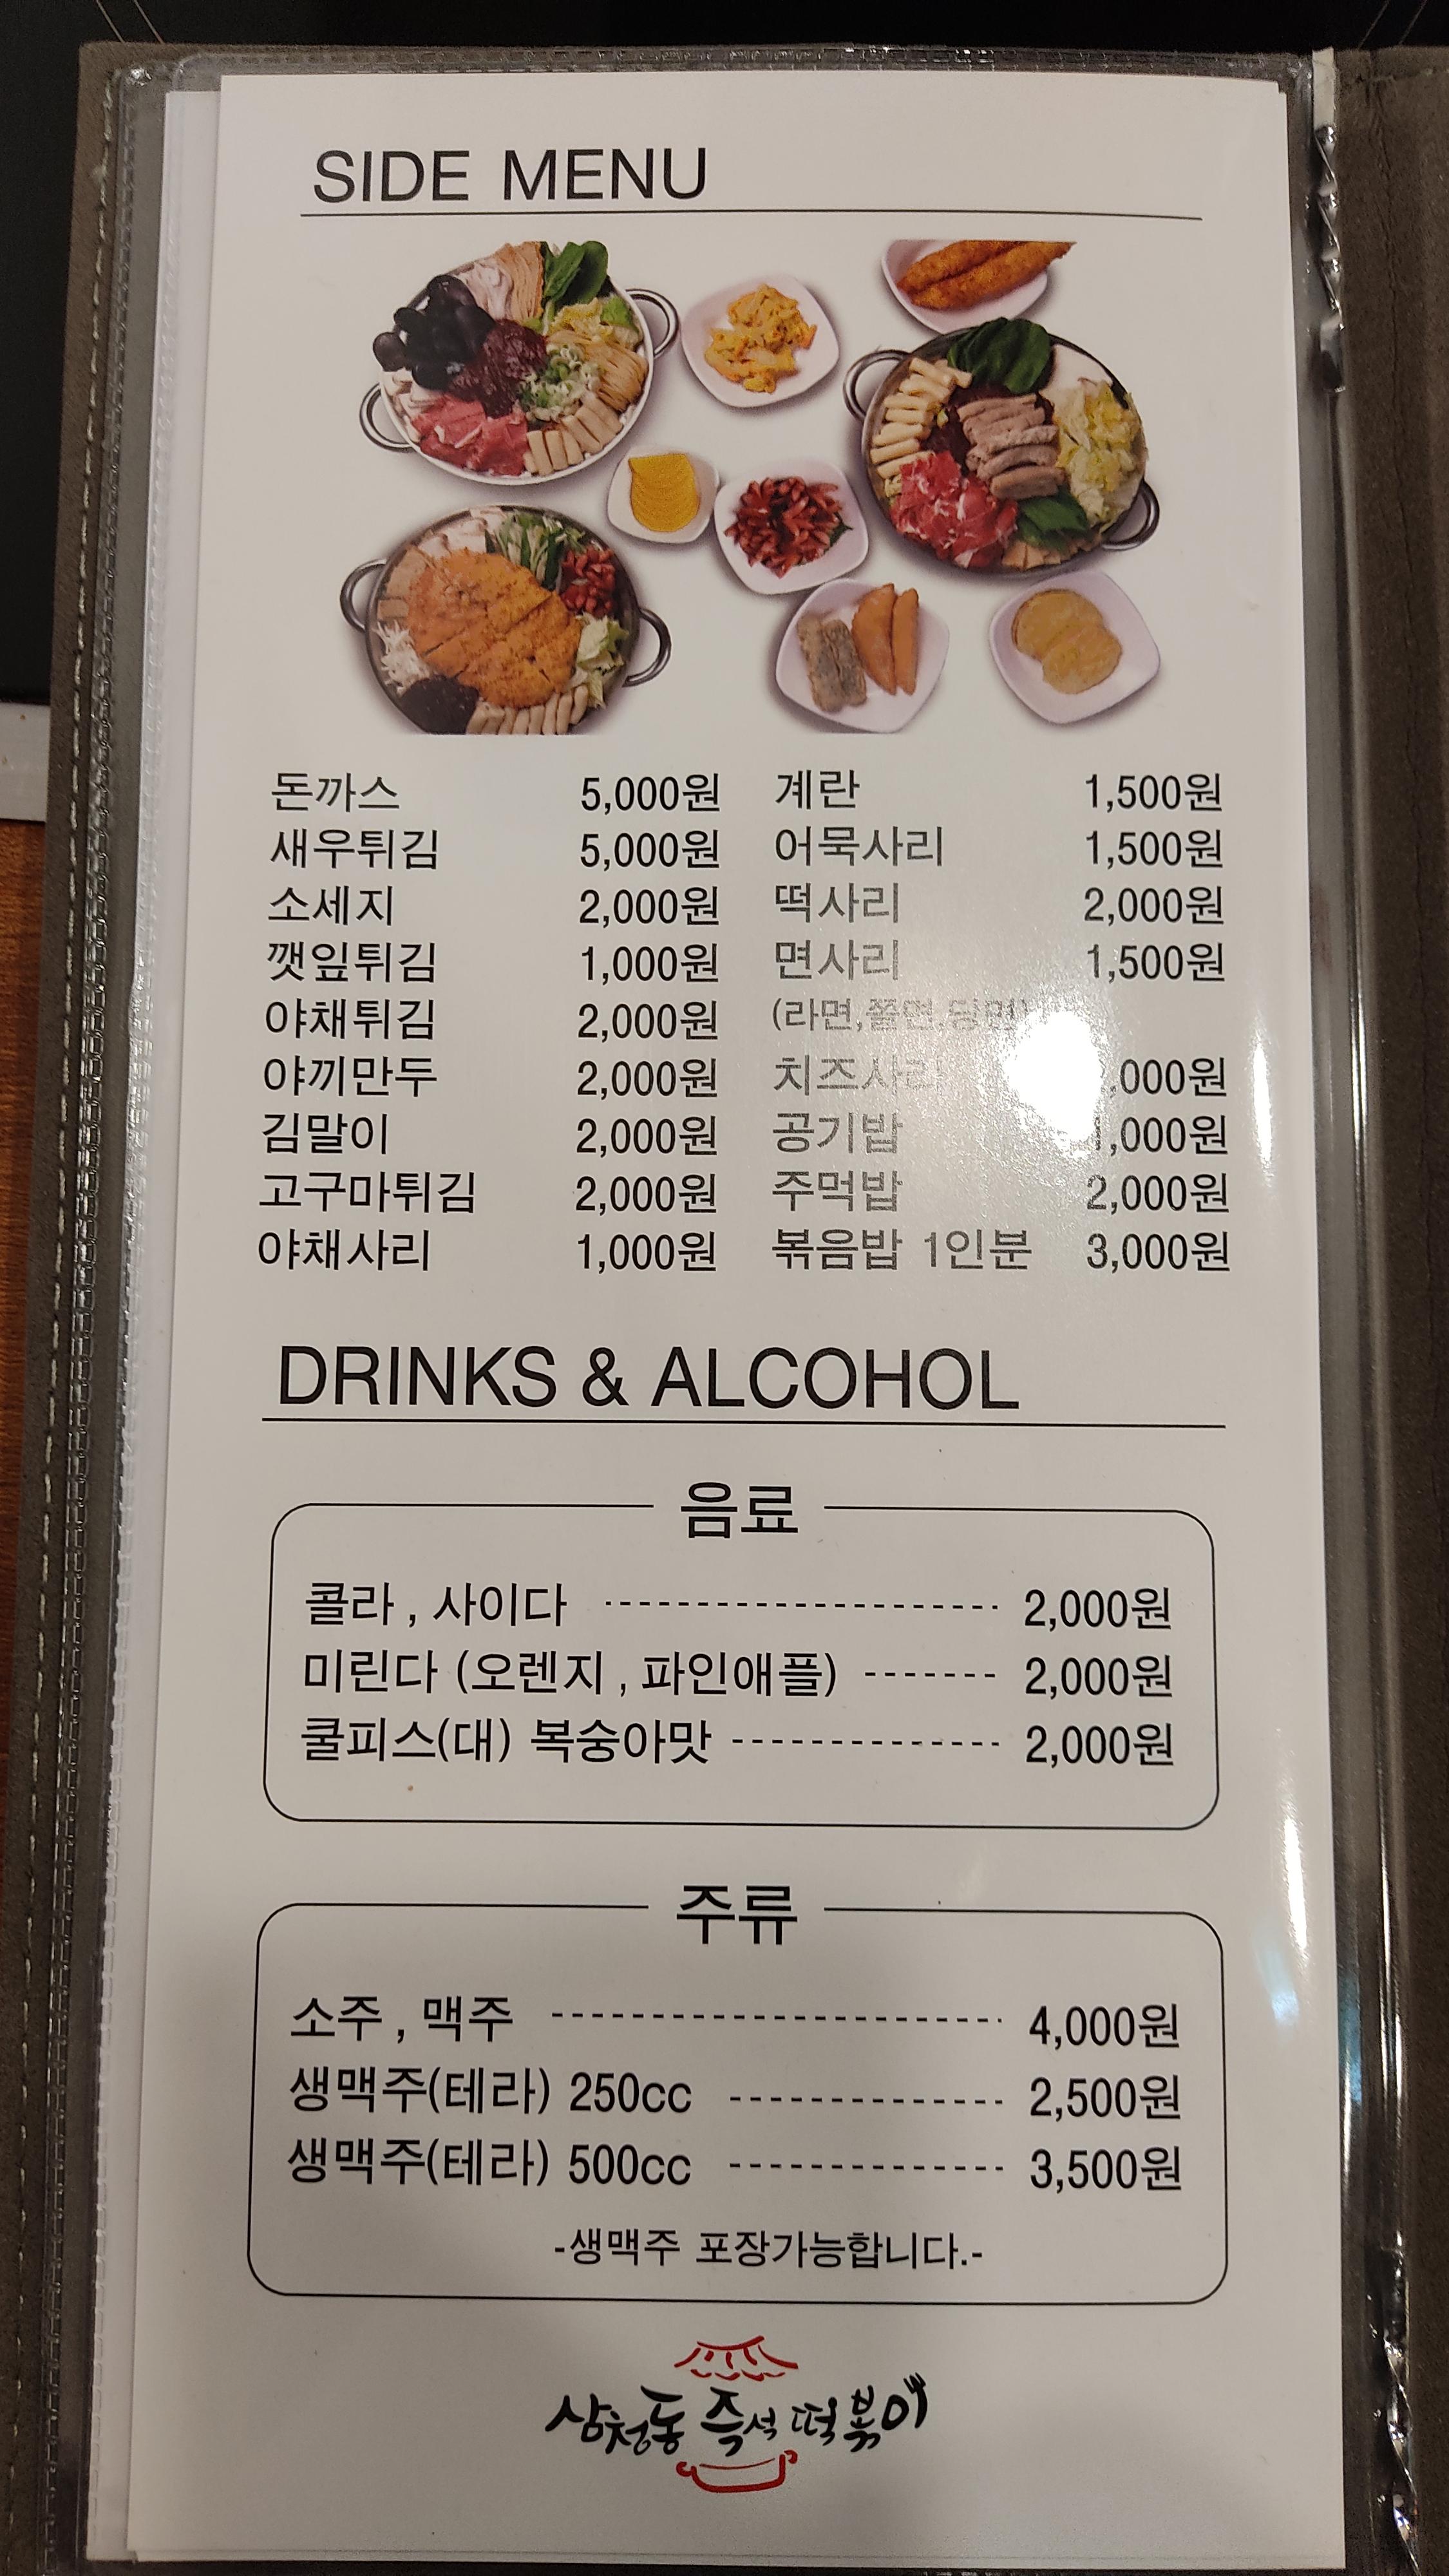 SIDE MENU
돈까스 5,000원
새우튀김 5,000원
소세지 2,000원
깻잎튀김 1,000원
야채튀김 2,000원
야끼만두 2,000원
김말이 2,000원
고구마튀김 2,000원
야채사리 1,000원
계란 1,500원
어묵사리 1,500원
떡사리 2,000원
면사리 1,500원
(라면,쫄면,당면)
치즈사리
공기밥 1,000원
주먹밥 2,000원
볶음밥 1인분 3,000원
DRINKS & ALCOHOL
음료
콜라 , 사이다 2,000원
미린다 (오렌지 , 파인애플) 2,000원
쿨피스(대) 복숭아맛 2,000원
주류
소주 , 맥주 4,000원
생맥주(테라) 250cc 2,500원
생맥주(테라) 500cc 3,500원
-생맥주 포장가능합니다.-
삼청동 즉석 떡볶이